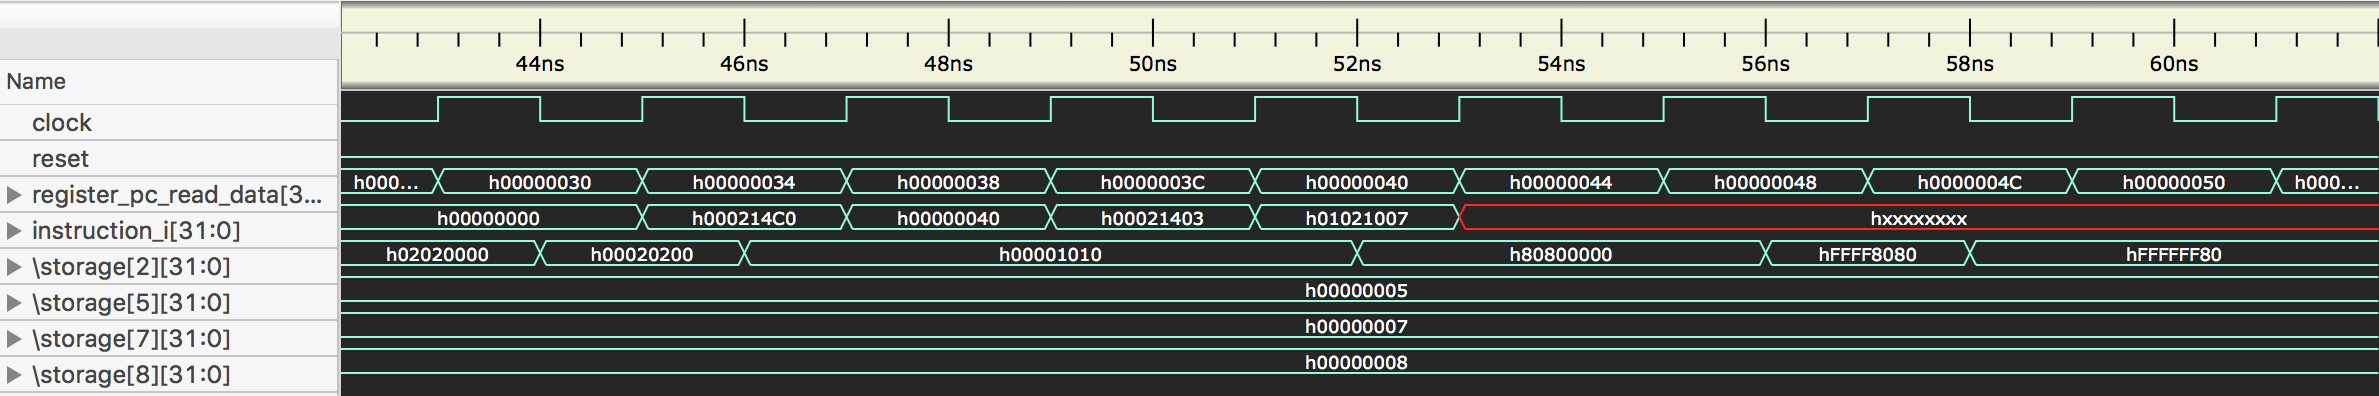 44ns 46ns 48ns 50ns 52ns 54ns 56ns 58ns 60ns
Name
clock
reset
register_pc_read_data[3... h000... h00000030 h00000034 h00000038 h0000003C h00000040 h00000044 h00000048 h0000004C h00000050 h000...
instruction_i[31:0] h00000000 h000214C0 h00000040 h00021403 h01021007 hxxxxxxxx
\storage[2][31:0] h02020000 h00020200 h00001010 h80800000 hFFFF8080 hFFFFFF80
\storage[5][31:0] h00000005
\storage[7][31:0] h00000007
\storage[8][31:0] h00000008